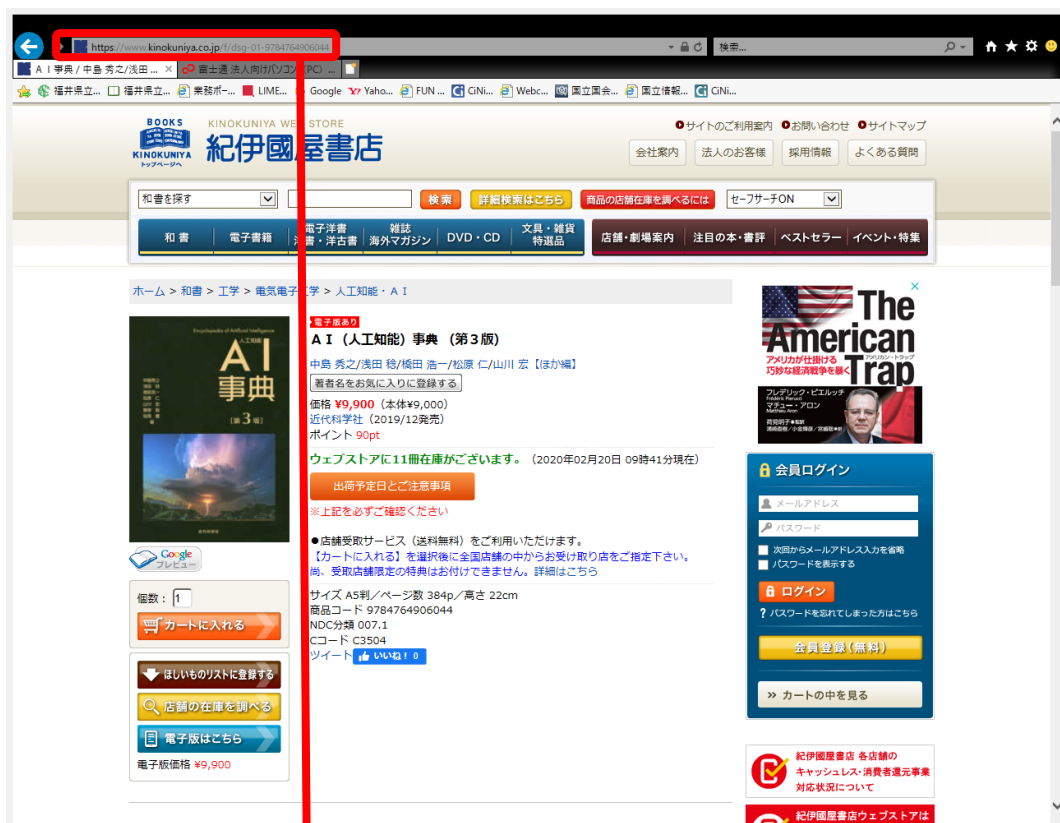 https://www.kinokuniya.co.jp/f/dsg-01-9784764906044
検索...
ＡＩ事典 / 中島 秀之/浅田 ... ×
富士通 法人向けパソコン(PC) ...
福井県立...
福井県立...
業務ポー...
LIME...
Google
Yaho...
FUN ...
CiNi...
Webc...
国立国会...
国立情報...
CiNi...
BOOKS
KINOKUNIYA
トップページへ
KINOKUNIYA WEB STORE
紀伊國屋書店
サイトのご利用案内 お問い合わせ サイトマップ
会社案内 法人のお客様 採用情報 よくある質問
和書を探す
検索
詳細検索はこちら
商品の店舗在庫を調べるには
セーフサーチON
和書
電子書籍
電子洋書
洋書・洋古書
雑誌
海外マガジン
DVD・CD
文具・雑貨
特選品
店舗・劇場案内
注目の本・書評
ベストセラー
イベント・特集
ホーム > 和書 > 工学 > 電気電子工学 > 人工知能・ＡＩ
Encyclopedia of Artificial Intelligence
人工知能
AI
事典
[第3版]
近代科学社
Google
プレビュー
個数： 1
カートに入れる
ほしいものリストに登録する
店舗の在庫を調べる
電子版はこちら
電子版価格 ¥9,900
電子版あり
ＡＩ（人工知能）事典 （第３版）
中島 秀之/浅田 稔/橋田 浩一/松原 仁/山川 宏【ほか編】
著者名をお気に入りに登録する
価格 ¥9,900（本体¥9,000）
近代科学社（2019/12発売）
ポイント 90pt
ウェブストアに11冊在庫がございます。（2020年02月20日 09時41分現在）
出荷予定日とご注意事項
※上記を必ずご確認ください
●店舗受取サービス（送料無料）をご利用いただけます。
【カートに入れる】を選択後に全国店舗の中からお受け取り店をご指定下さい。
尚、受取店舗限定の特典はお付けできません。詳細はこちら
サイズ A5判／ページ数 384p／高さ 22cm
商品コード 9784764906044
NDC分類 007.1
Cコード C3504
ツイート いいね！ 0
The
American
Trap
アメリカが仕掛ける
巧妙な経済戦争を暴く
アメリカン・トラップ
フレデリック・ピエルッチ
Frédéric Pierucci
マチュー・アロン
Matthieu Aron
会員ログイン
メールアドレス
パスワード
次回からメールアドレス入力を省略
パスワードを表示する
ログイン
? パスワードを忘れてしまった方はこちら
会員登録(無料)
» カートの中を見る
紀伊國屋書店 各店舗の
キャッシュレス・消費者還元事業
対応状況について
紀伊國屋書店ウェブストアは